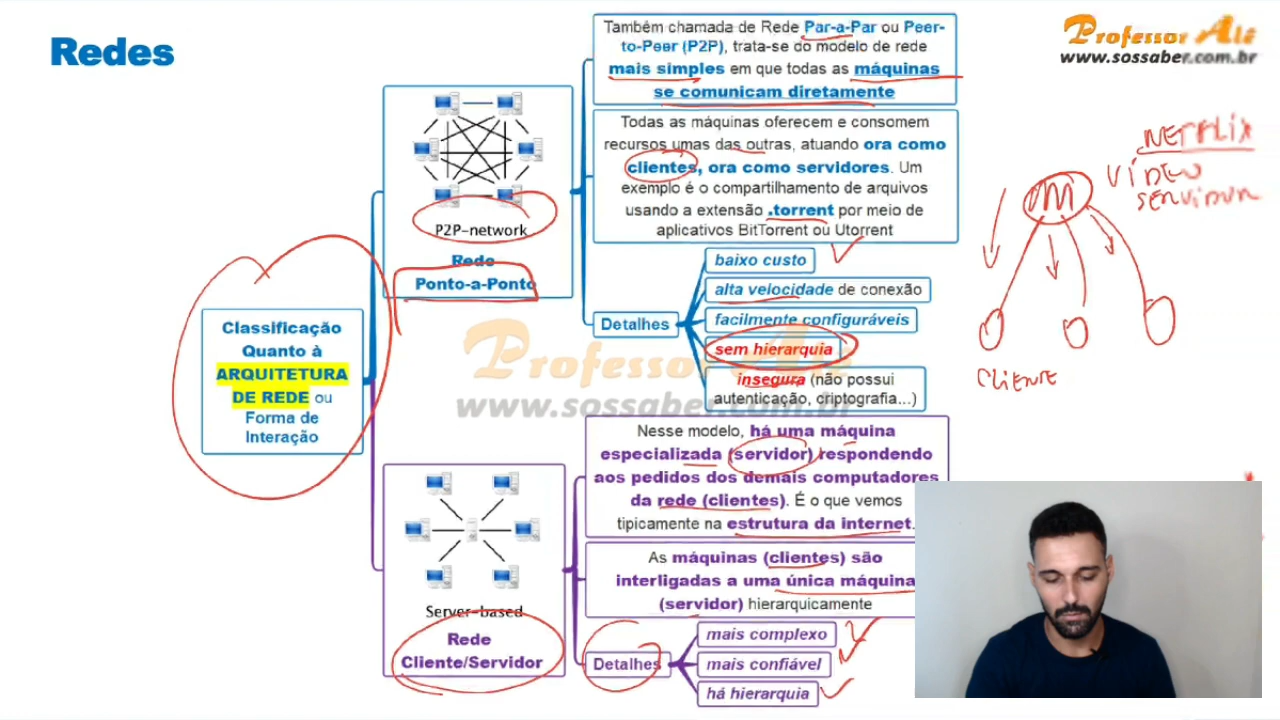 Redes
Professor Alê
www.sossaber.com.br
Classificação
Quanto à
ARQUITETURA
DE REDE ou
Forma de
Interação
P2P-network
Rede
Ponto-a-Ponto
Também chamada de Rede Par-a-Par ou Peer-
to-Peer (P2P), trata-se do modelo de rede
mais simples em que todas as máquinas
se comunicam diretamente
Todas as máquinas oferecem e consomem
recursos umas das outras, atuando ora como
clientes, ora como servidores. Um
exemplo é o compartilhamento de arquivos
usando a extensão .torrent por meio de
aplicativos BitTorrent ou Utorrent
Detalhes
baixo custo
alta velocidade de conexão
facilmente configuráveis
sem hierarquia
insegura (não possui
autenticação, criptografia...)
Professor Alê
www.sossaber.com.br
Server-based
Rede
Cliente/Servidor
Nesse modelo, há uma máquina
especializada (servidor) respondendo
aos pedidos dos demais computadores
da rede (clientes). É o que vemos
tipicamente na estrutura da internet.
As máquinas (clientes) são
interligadas a uma única máquina
(servidor) hierarquicamente
Detalhes
mais complexo
mais confiável
há hierarquia
NETFLIX
VÍDEO
SERVIDOR
M
CLIENTE